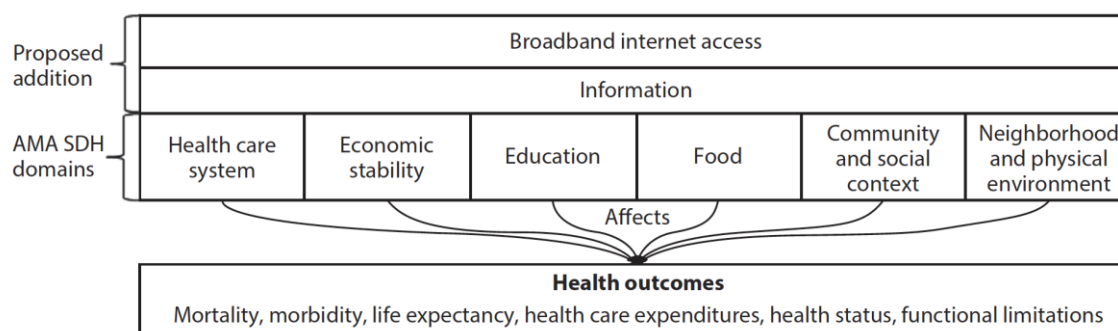 Proposed
addition
Broadband internet access
Information
AMA SDH
domains
Health care
system
Economic
stability
Education
Food
Community
and social
context
Neighborhood
and physical
environment
Affects
Health outcomes
Mortality, morbidity, life expectancy, health care expenditures, health status, functional limitations